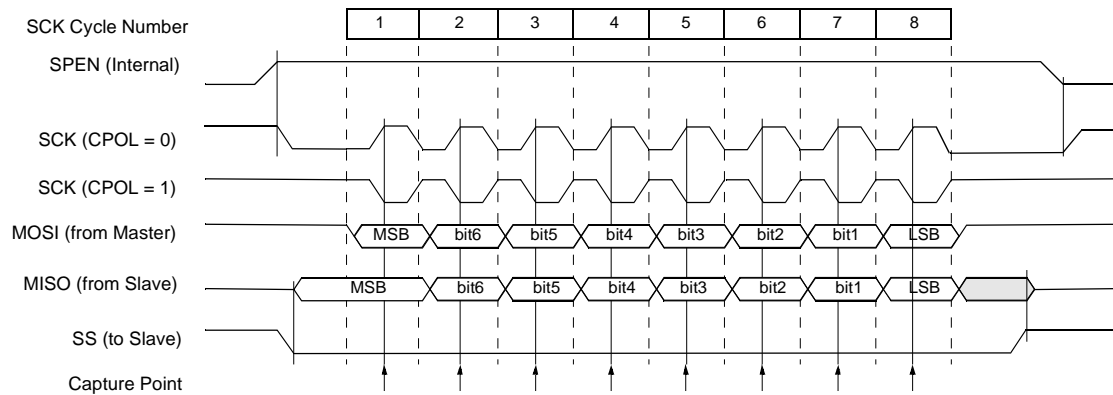 SCK Cycle Number 1 2 3 4 5 6 7 8
SPEN (Internal)
SCK (CPOL = 0)
SCK (CPOL = 1)
MOSI (from Master) MSB bit6 bit5 bit4 bit3 bit2 bit1 LSB
MISO (from Slave) MSB bit6 bit5 bit4 bit3 bit2 bit1 LSB
SS (to Slave)
Capture Point